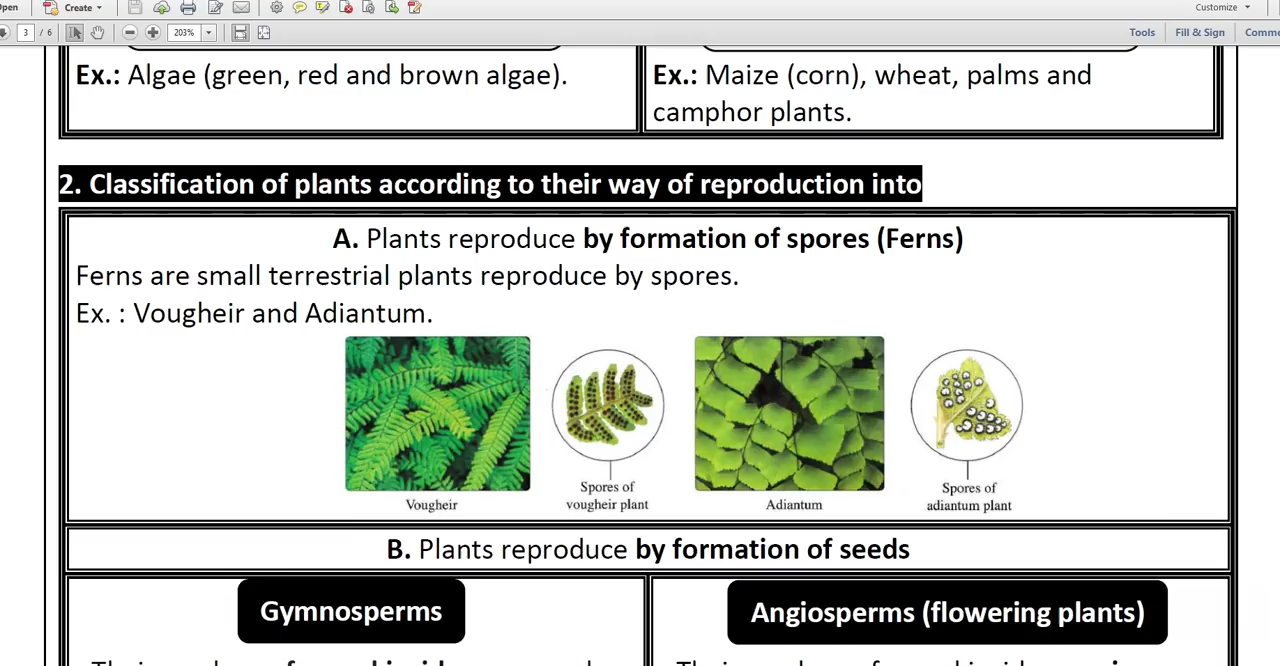 Open
Create
Customize
3 / 6
203%
Tools
Fill & Sign
Ex.: Algae (green, red and brown algae).
Ex.: Maize (corn), wheat, palms and
camphor plants.
2. Classification of plants according to their way of reproduction into
A. Plants reproduce by formation of spores (Ferns)
Ferns are small terrestrial plants reproduce by spores.
Ex. : Vougheir and Adiantum.
Vougheir
Spores of
vougheir plant
Adiantum
Spores of
adiantum plant
B. Plants reproduce by formation of seeds
Gymnosperms
Angiosperms (flowering plants)